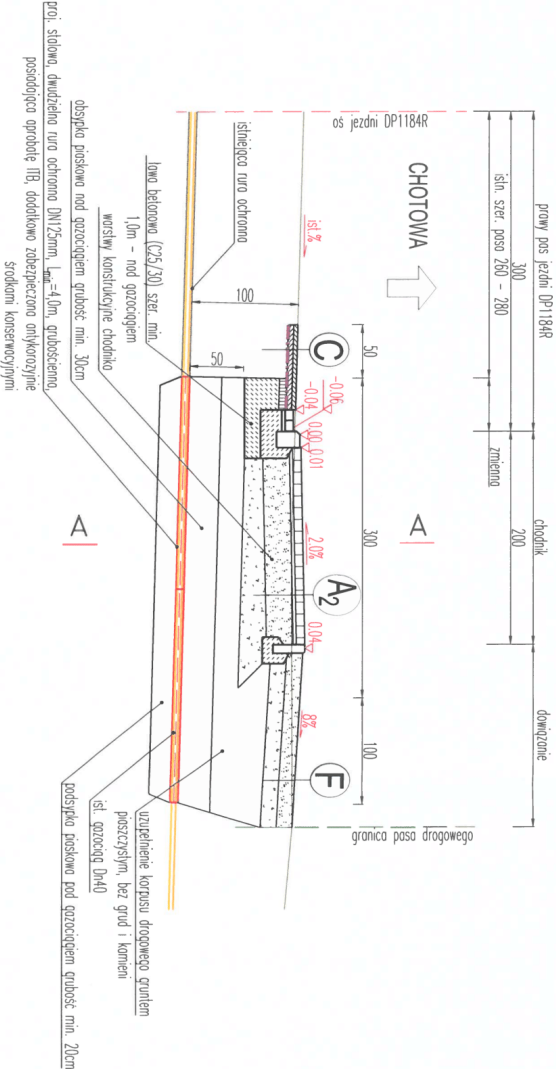 prawy pas jezdni DP1184R
300
istn. szer. pasa 260 - 280
chodnik
200
zmienna
dowiązanie
oś jezdni DP1184R
granica pasa drogowego
CHOTOWA
A
A
50
300
100
ist.%
-0.06
-0.04
0.00
0.01
2.0%
0.04
8%
C
A2
F
100
50
istniejąca rura ochronna
ława betonowa (C25/30) szer. min.
1,0m - nad gazociągiem
warstwy konstrukcyjne chodnika
obsypka piaskowa nad gazociągiem grubość min. 30cm
proj. stalowa, dwudzielna rura ochronna DN125mm, Lmin=4,0m, grubościenna,
posiadająca aprobatę ITB, dodatkowo zabezpieczona antykorozyjnie
środkami konserwacyjnymi
uzupełnienie korpusu drogowego gruntem
piaszczystym, bez grud i kamieni
ist. gazociąg Dn40
podsypka piaskowa pod gazociągiem grubość min. 20cm